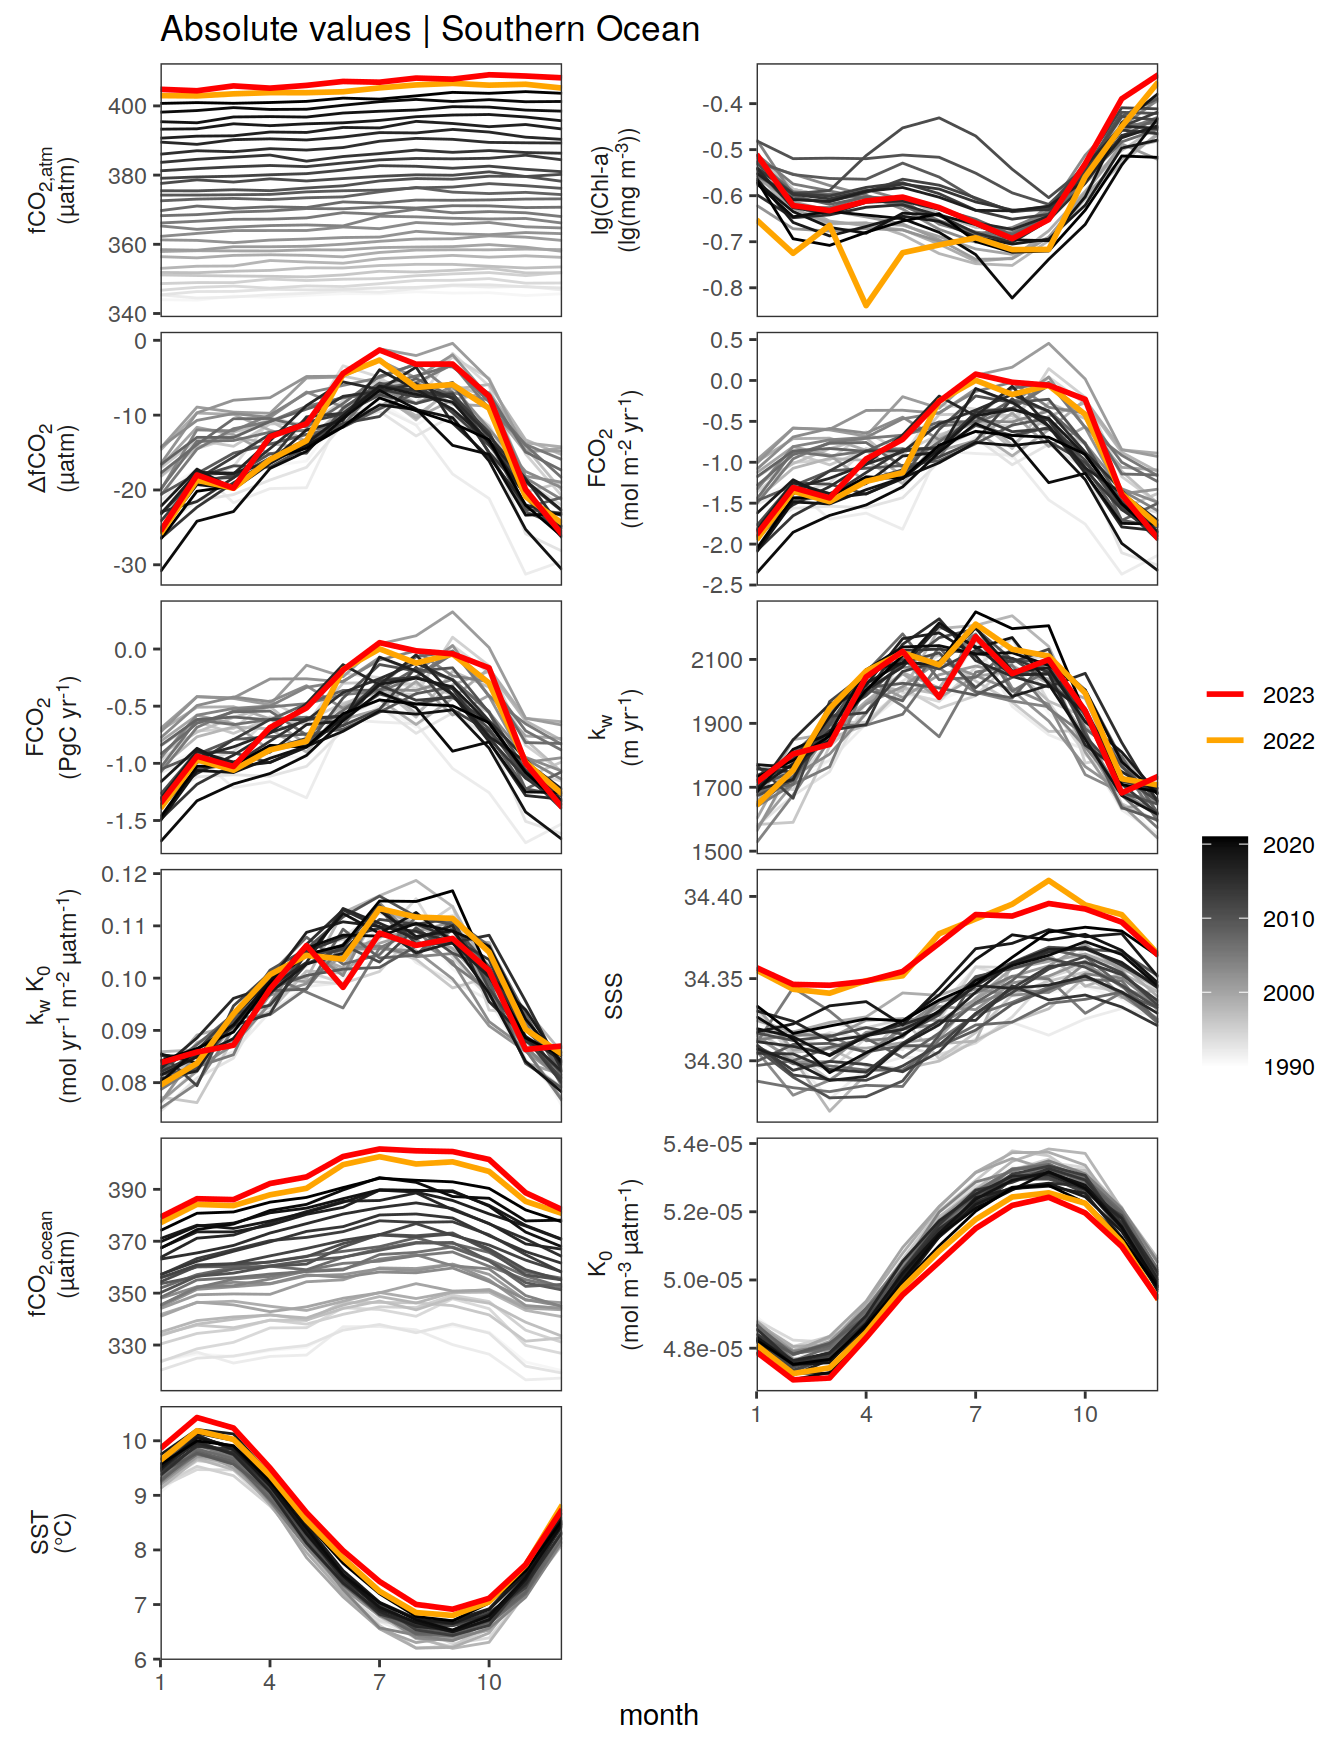 Absolute values | Southern Ocean
fCO2,atm
(µatm)
400
380
360
340
lg(Chl-a)
(lg(mg m-3))
-0.4
-0.5
-0.6
-0.7
-0.8
ΔfCO2
(µatm)
0
-10
-20
-30
FCO2
(mol m-2 yr-1)
0.5
0.0
-0.5
-1.0
-1.5
-2.0
-2.5
FCO2
(PgC yr-1)
0.0
-0.5
-1.0
-1.5
kw
(m yr-1)
2100
1900
1700
1500
kw K0
(mol yr-1 m-2 µatm-1)
0.12
0.11
0.10
0.09
0.08
SSS
34.40
34.35
34.30
fCO2,ocean
(µatm)
390
370
350
330
K0
(mol m-3 µatm-1)
5.4e-05
5.2e-05
5.0e-05
4.8e-05
1
4
7
10
SST
(°C)
10
9
8
7
6
1
4
7
10
month
2023
2022
2020
2010
2000
1990